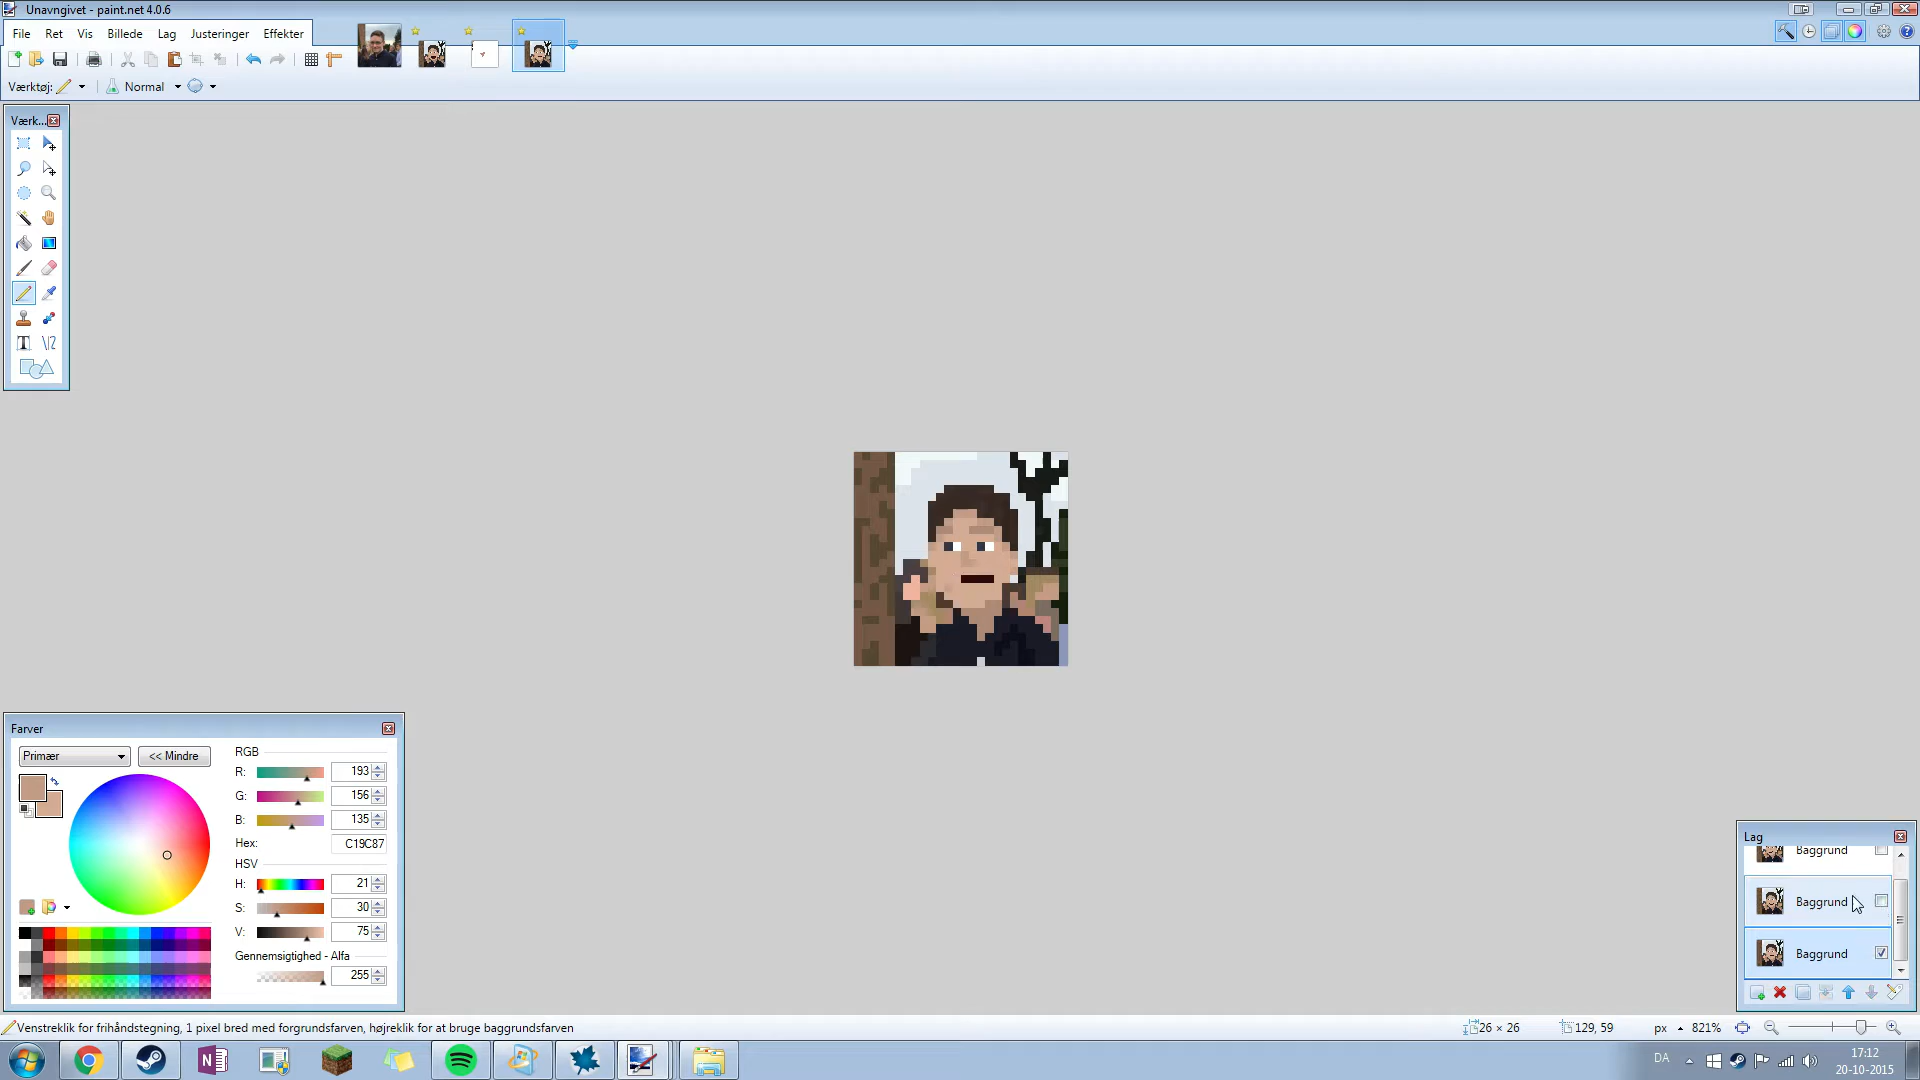 Unavngivet - paint.net 4.0.6
File Ret Vis Billede Lag Justeringer Effekter
Værktøj: Normal
Værk...
Farver
Primær << Mindre
RGB
R: 193
G: 156
B: 135
Hex: C19C87
HSV
H: 21
S: 30
V: 75
Gennemsigtighed - Alfa
255
Lag
Baggrund
Baggrund
Baggrund
Venstreklik for frihåndstegning, 1 pixel bred med forgrundsfarven, højreklik for at bruge baggrundsfarven
26 × 26
129, 59
px
821%
DA
17:12
20-10-2015